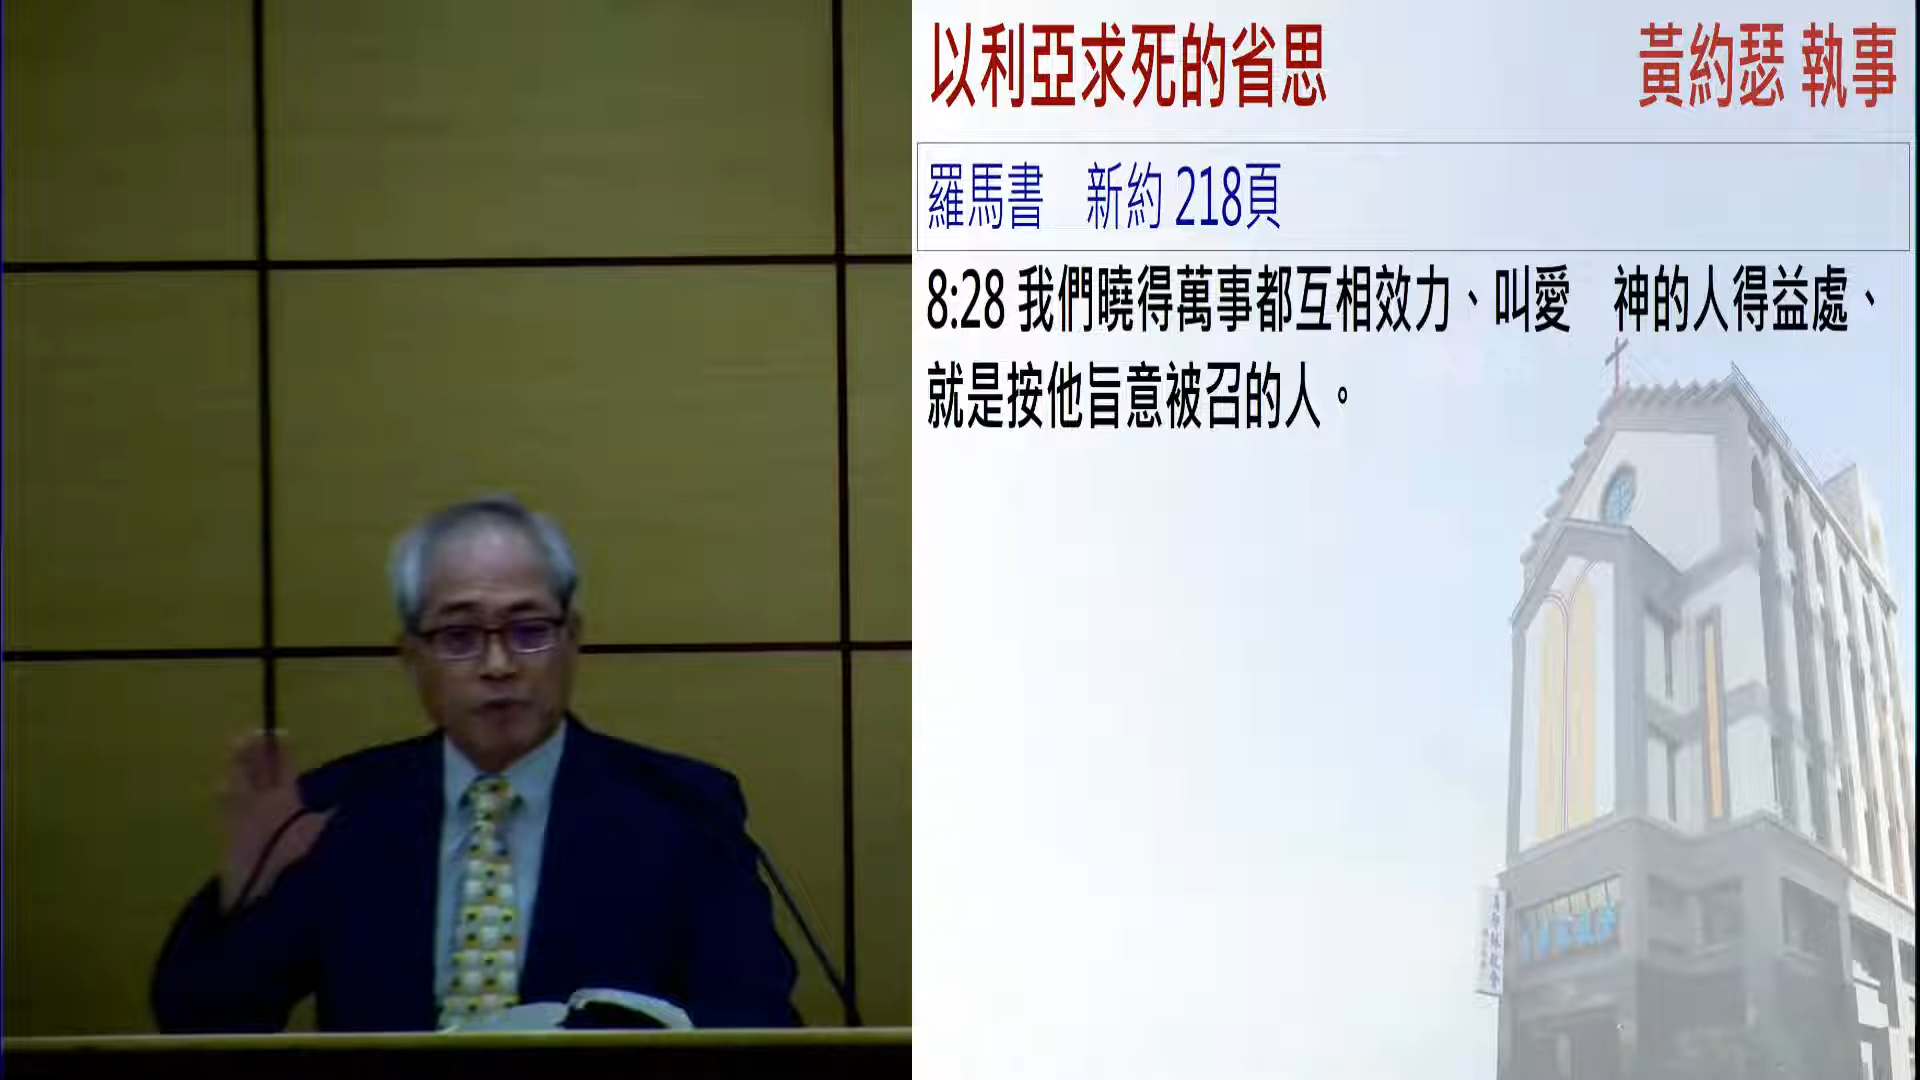 以利亞求死的省思
黃約瑟 執事
羅馬書　新約 218頁
8:28 我們曉得萬事都互相效力、叫愛　神的人得益處、
就是按他旨意被召的人。